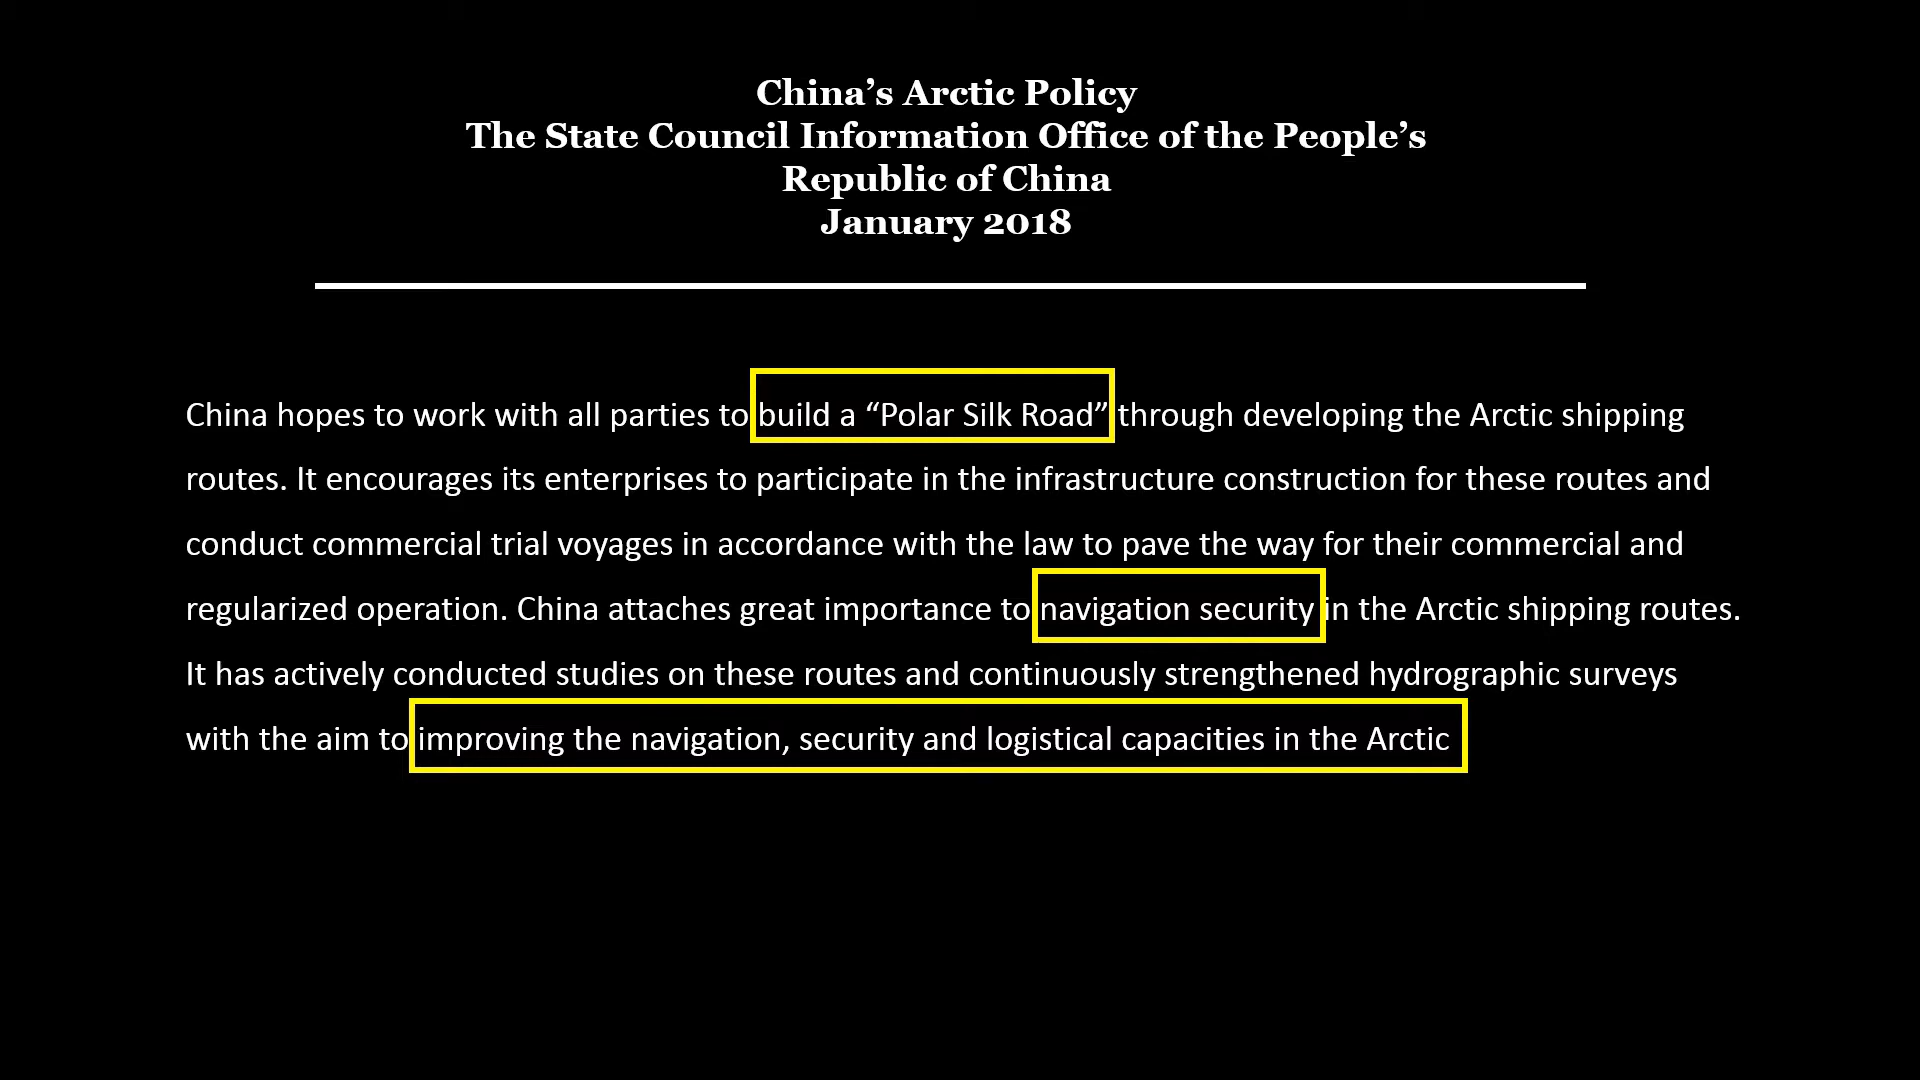 China’s Arctic Policy
The State Council Information Office of the People’s
Republic of China
January 2018
China hopes to work with all parties to build a “Polar Silk Road” through developing the Arctic shipping
routes. It encourages its enterprises to participate in the infrastructure construction for these routes and
conduct commercial trial voyages in accordance with the law to pave the way for their commercial and
regularized operation. China attaches great importance to navigation security in the Arctic shipping routes.
It has actively conducted studies on these routes and continuously strengthened hydrographic surveys
with the aim to improving the navigation, security and logistical capacities in the Arctic